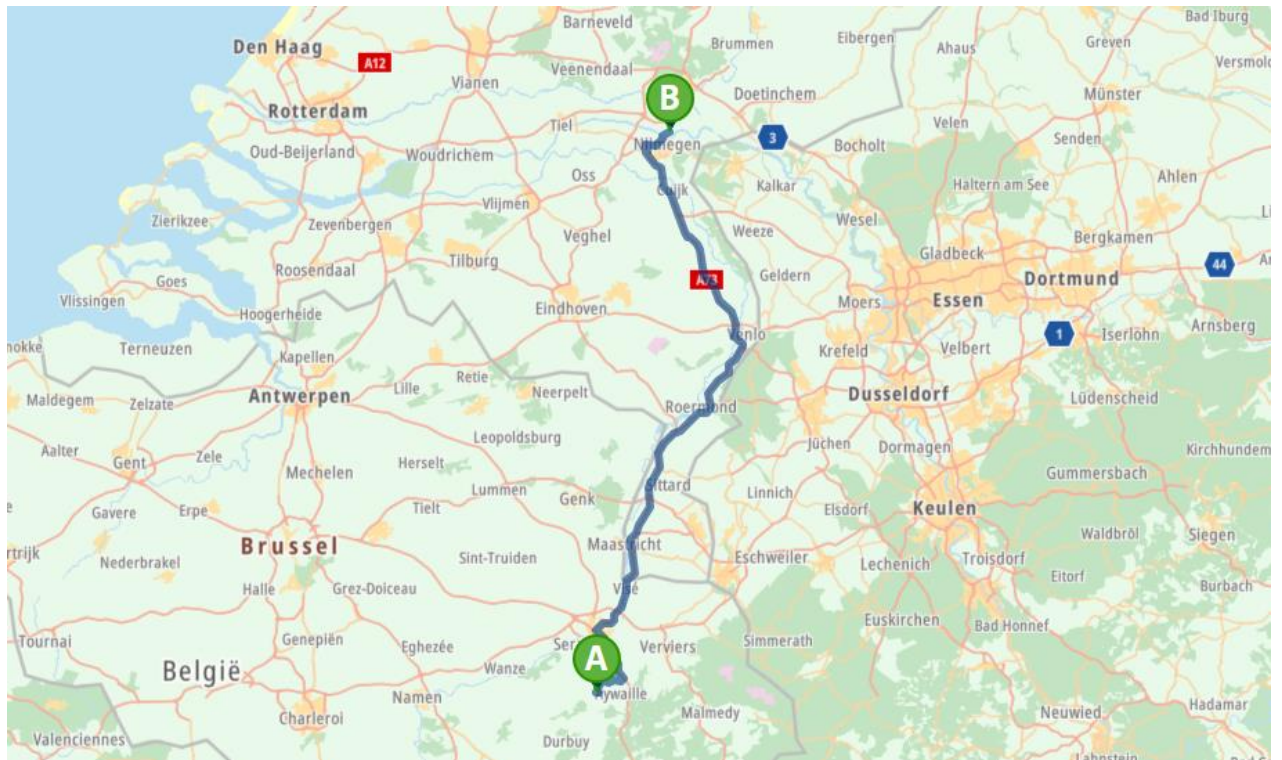 Barneveld
Bad Iburg
Den Haag
Brummen
Eibergen
Ahaus
Greven
A12
Vianen
Veenendaal
Versmold
Rotterdam
B
Doetinchem
Münster
Tiel
Velen
Oud-Beijerland
Woudrichem
Nijmegen
3
Bocholt
Senden
Oss
Cuijk
Kalkar
Haltern am See
Ahlen
Zierikzee
Zevenbergen
Vlijmen
Wesel
Veghel
Weeze
Gladbeck
Bergkamen
Roosendaal
Tilburg
A73
Geldern
Dortmund
44
Goes
Vlissingen
Hoogerheide
Eindhoven
Moers
Essen
Arnsberg
Terneuzen
Kapellen
Venlo
Krefeld
Velbert
1
Iserlohn
Maldegem
Zelzate
Antwerpen
Lille
Retie
Neerpelt
Roermond
Dusseldorf
Lüdenscheid
Aalter
Gent
Zele
Mechelen
Herselt
Leopoldsburg
Jüchen
Dormagen
Gummersbach
Kirchhundem
Gavere
Erpe
Tielt
Lummen
Genk
Sittard
Linnich
Elsdorf
Keulen
Waldbröl
Siegen
Brussel
Sint-Truiden
Maastricht
Eschweiler
Lechenich
Troisdorf
Nederbrakel
Halle
Grez-Doiceau
Visé
Eitorf
Burbach
Tournai
Genepiën
Eghezée
Verviers
Simmerath
Euskirchen
Bad Honnef
België
Wanze
A
Namen
Aywaille
Malmedy
Neuwied
Hadamar
Charleroi
Valenciennes
Durbuy